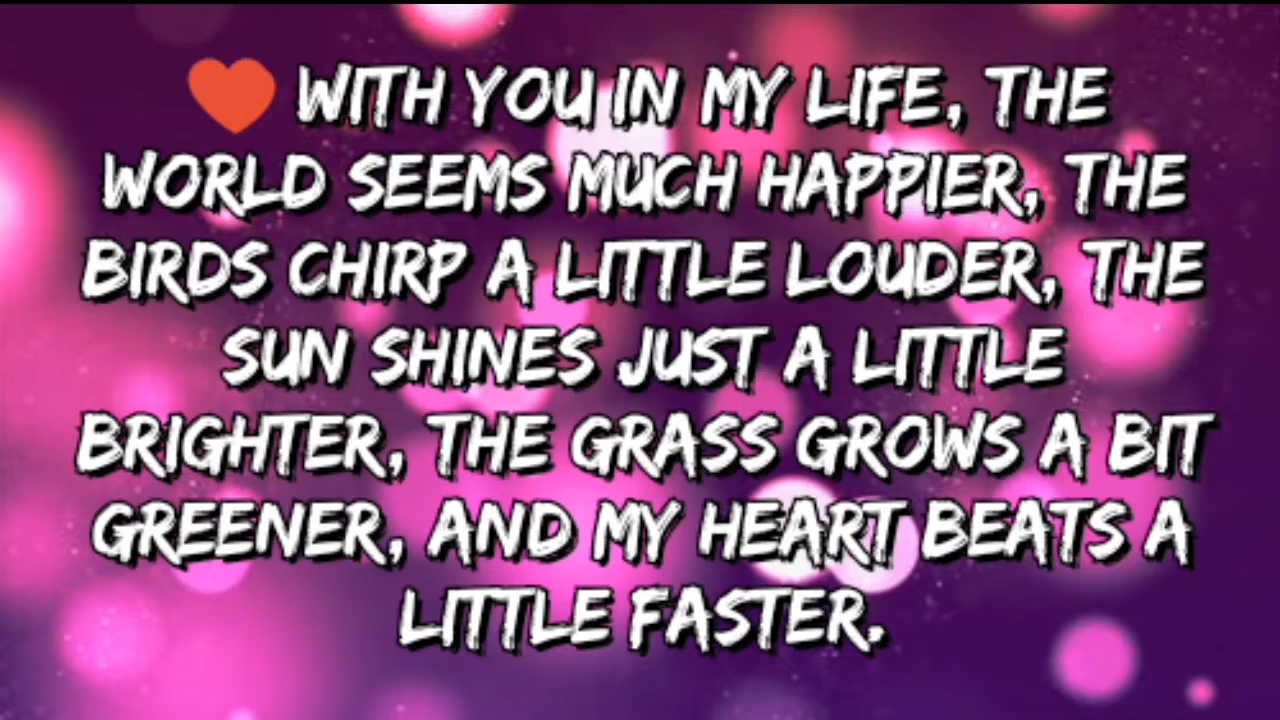 ❤ WITH YOU IN MY LIFE, THE
WORLD SEEMS MUCH HAPPIER, THE
BIRDS CHIRP A LITTLE LOUDER, THE
SUN SHINES JUST A LITTLE
BRIGHTER, THE GRASS GROWS A BIT
GREENER, AND MY HEART BEATS A
LITTLE FASTER.